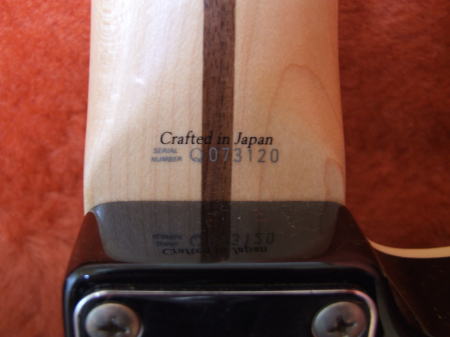 Crafted in Japan
SERIAL
NUMBER Q073120